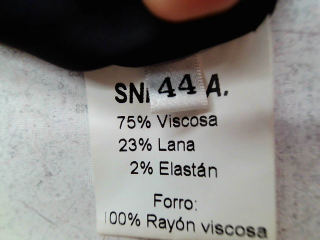 44
75% Viscosa
23% Lana
2% Elastán
Forro:
100% Rayón viscosa